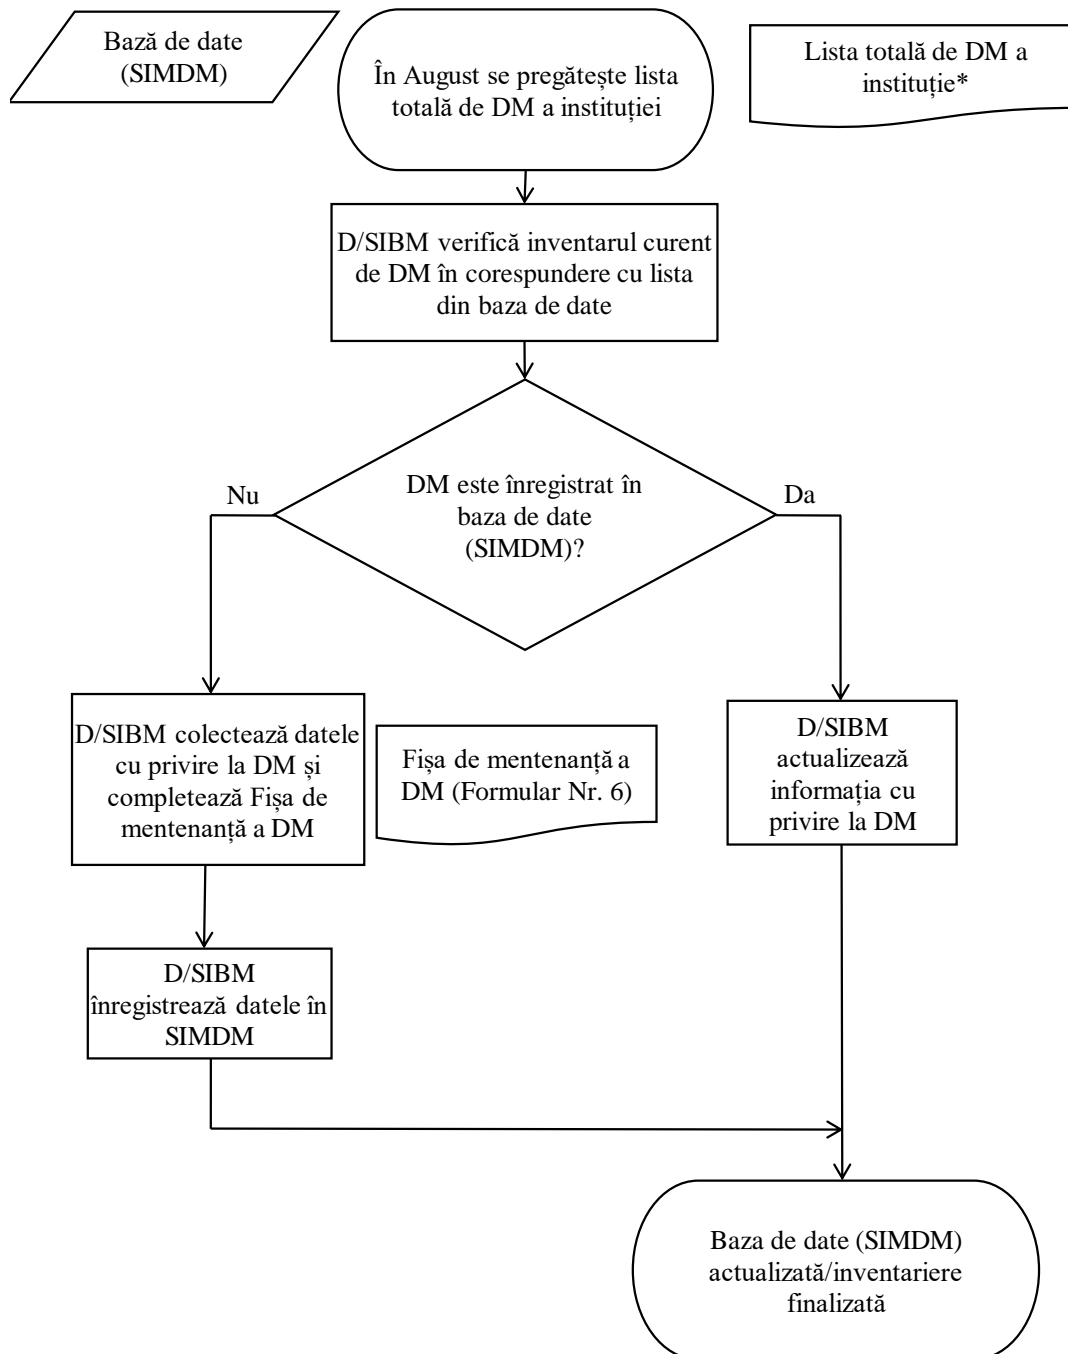 Bază de date
(SIMDM)
În August se pregătește lista
totală de DM a instituției
Lista totală de DM a
instituție*
D/SIBM verifică inventarul curent
de DM în corespundere cu lista
din baza de date
DM este înregistrat în
baza de date
(SIMDM)?
Nu
Da
D/SIBM colectează datele
cu privire la DM și
completează Fișa de
mentenanță a DM
Fișa de mentenanță a
DM (Formular Nr. 6)
D/SIBM
actualizează
informația cu
privire la DM
D/SIBM
înregistrează datele în
SIMDM
Baza de date (SIMDM)
actualizată/inventariere
finalizată